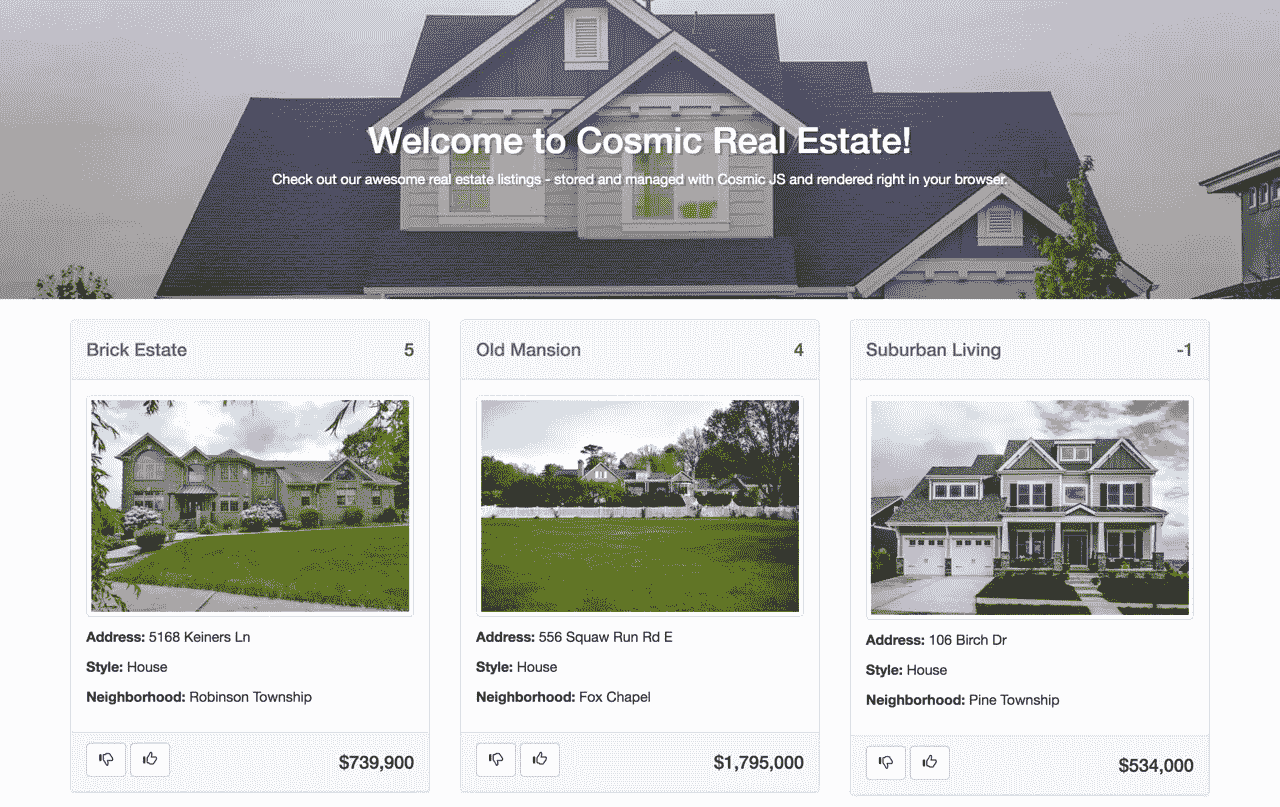 Welcome to Cosmic Real Estate!
Check out our awesome real estate listings - stored and managed with Cosmic JS and rendered right in your browser.
Brick Estate 5
Address: 5168 Keiners Ln
Style: House
Neighborhood: Robinson Township
$739,900
Old Mansion 4
Address: 556 Squaw Run Rd E
Style: House
Neighborhood: Fox Chapel
$1,795,000
Suburban Living -1
Address: 106 Birch Dr
Style: House
Neighborhood: Pine Township
$534,000